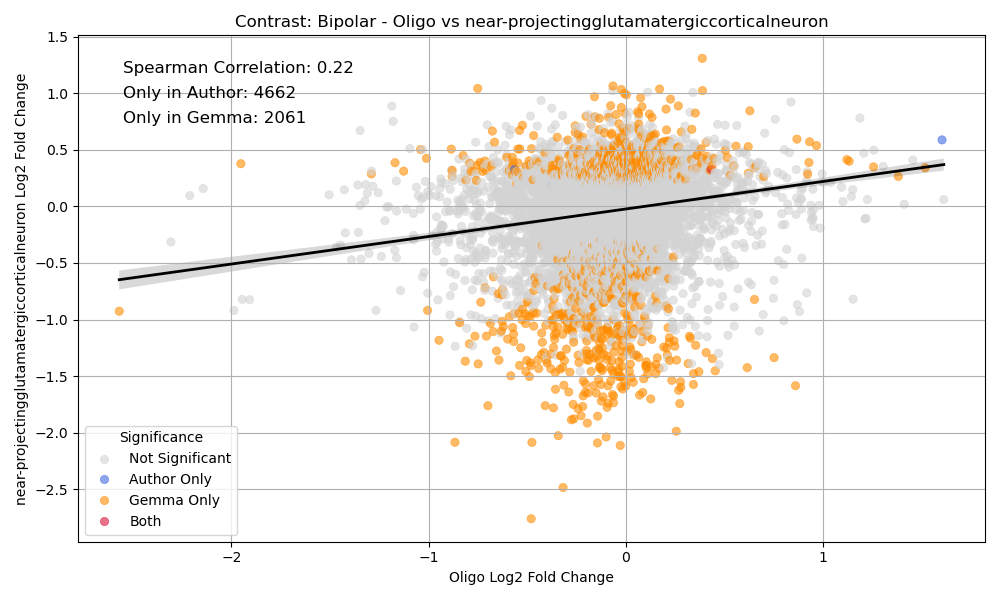 Contrast: Bipolar - Oligo vs near-projectingglutamatergiccorticalneuron
Spearman Correlation: 0.22
Only in Author: 4662
Only in Gemma: 2061
near-projectingglutamatergiccorticalneuron Log2 Fold Change
1.5
1.0
0.5
0.0
−0.5
−1.0
−1.5
−2.0
−2.5
Significance
Not Significant
Author Only
Gemma Only
Both
−2
−1
0
1
Oligo Log2 Fold Change